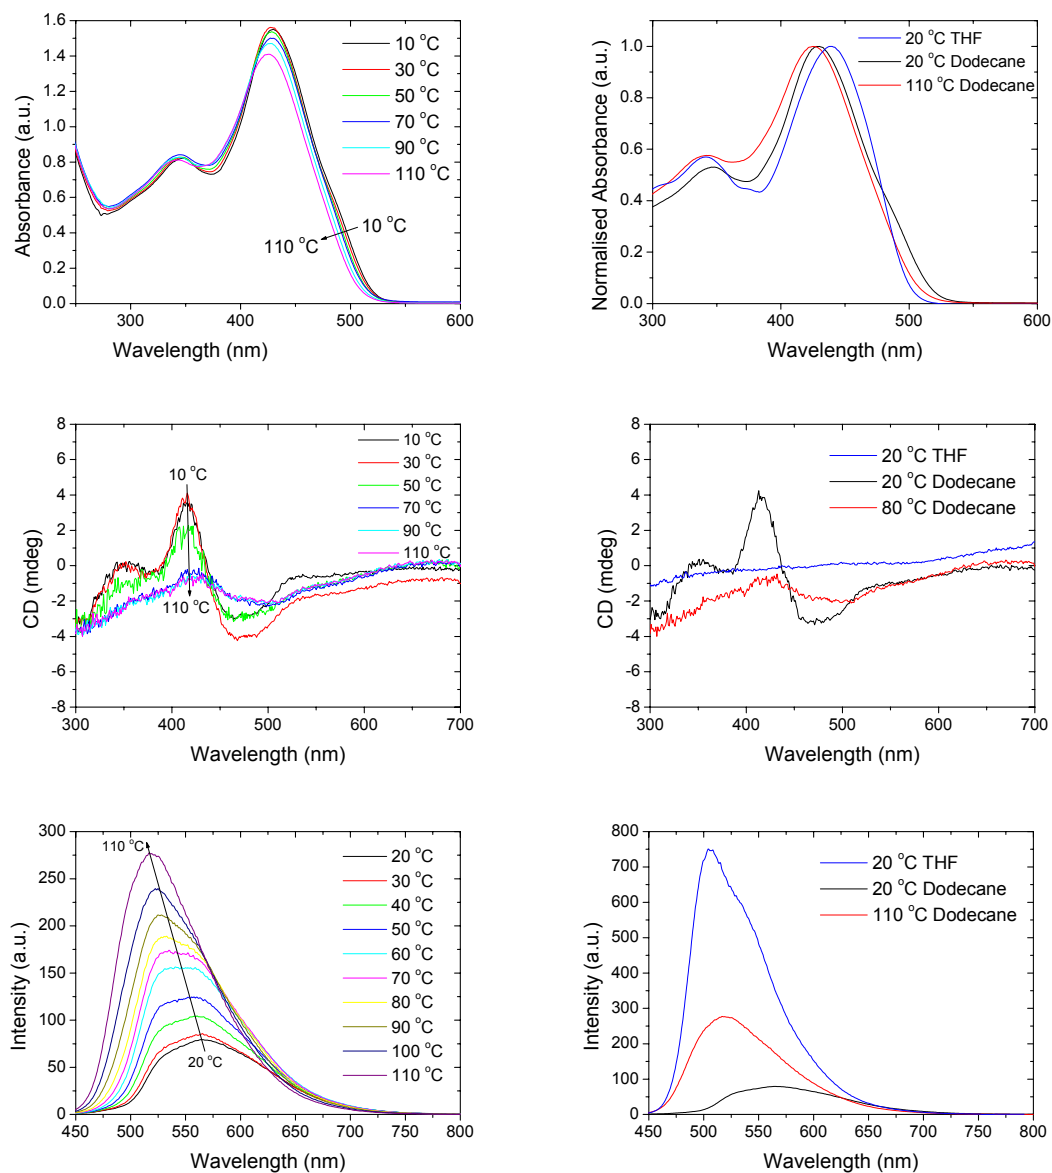 1.6
1.4
1.2
1.0
0.8
0.6
0.4
0.2
0.0
Absorbance (a.u.)
10 °C
30 °C
50 °C
70 °C
90 °C
110 °C
10 °C
110 °C
300 400 500 600
Wavelength (nm)
1.0
0.8
0.6
0.4
0.2
0.0
Normalised Absorbance (a.u.)
20 °C THF
20 °C Dodecane
110 °C Dodecane
300 400 500 600
Wavelength (nm)
8
6
4
2
0
-2
-4
-6
-8
CD (mdeg)
10 °C
30 °C
50 °C
70 °C
90 °C
110 °C
10 °C
110 °C
300 400 500 600 700
Wavelength (nm)
8
6
4
2
0
-2
-4
-6
-8
CD (mdeg)
20 °C THF
20 °C Dodecane
80 °C Dodecane
300 400 500 600 700
Wavelength (nm)
300
250
200
150
100
50
0
Intensity (a.u.)
110 °C
20 °C
20 °C
30 °C
40 °C
50 °C
60 °C
70 °C
80 °C
90 °C
100 °C
110 °C
450 500 550 600 650 700 750 800
Wavelength (nm)
800
700
600
500
400
300
200
100
0
Intensity (a.u.)
20 °C THF
20 °C Dodecane
110 °C Dodecane
450 500 550 600 650 700 750 800
Wavelength (nm)